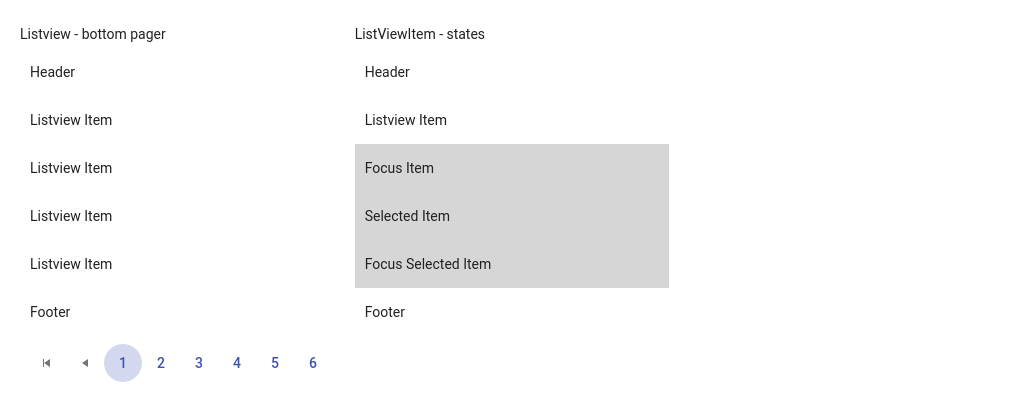 Listview - bottom pager
Header
Listview Item
Listview Item
Listview Item
Listview Item
Footer
1 2 3 4 5 6
ListViewItem - states
Header
Listview Item
Focus Item
Selected Item
Focus Selected Item
Footer